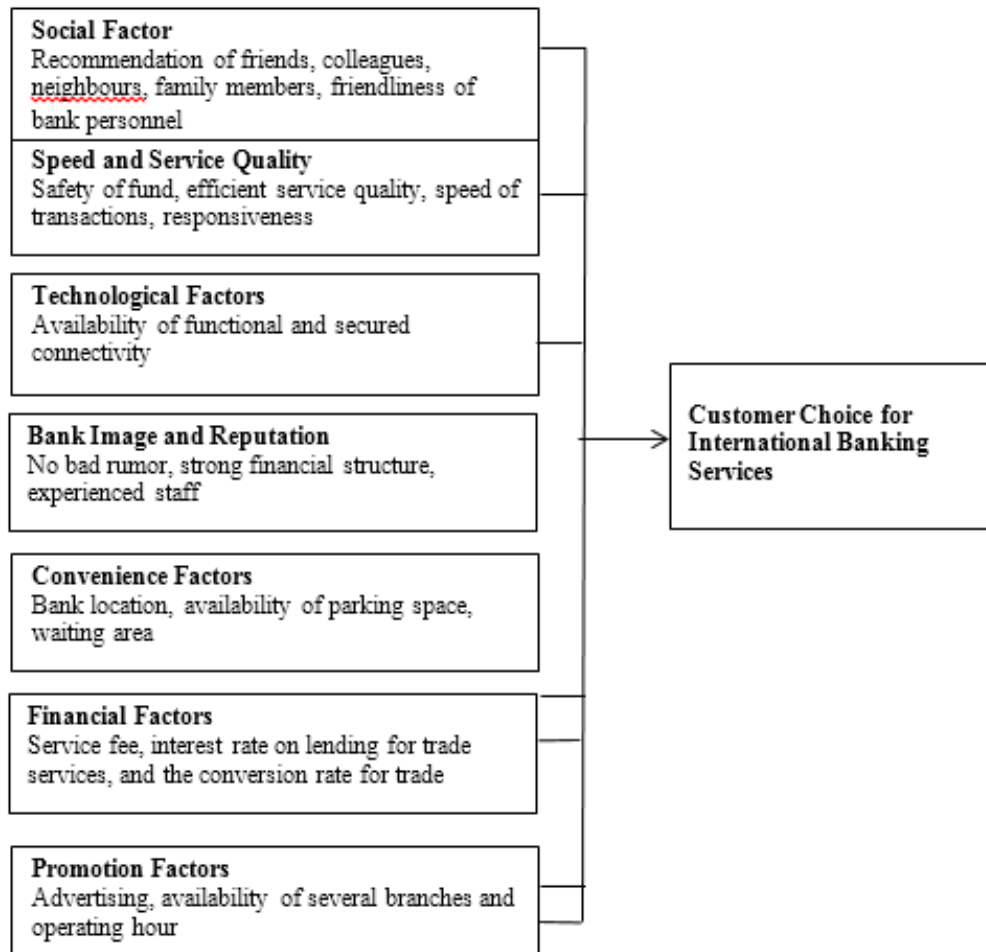 Social Factor
Recommendation of friends, colleagues,
neighbours, family members, friendliness of
bank personnel
Speed and Service Quality
Safety of fund, efficient service quality, speed of
transactions, responsiveness
Technological Factors
Availability of functional and secured
connectivity
Bank Image and Reputation
No bad rumor, strong financial structure,
experienced staff
Convenience Factors
Bank location, availability of parking space,
waiting area
Financial Factors
Service fee, interest rate on lending for trade
services, and the conversion rate for trade
Promotion Factors
Advertising, availability of several branches and
operating hour
Customer Choice for
International Banking
Services